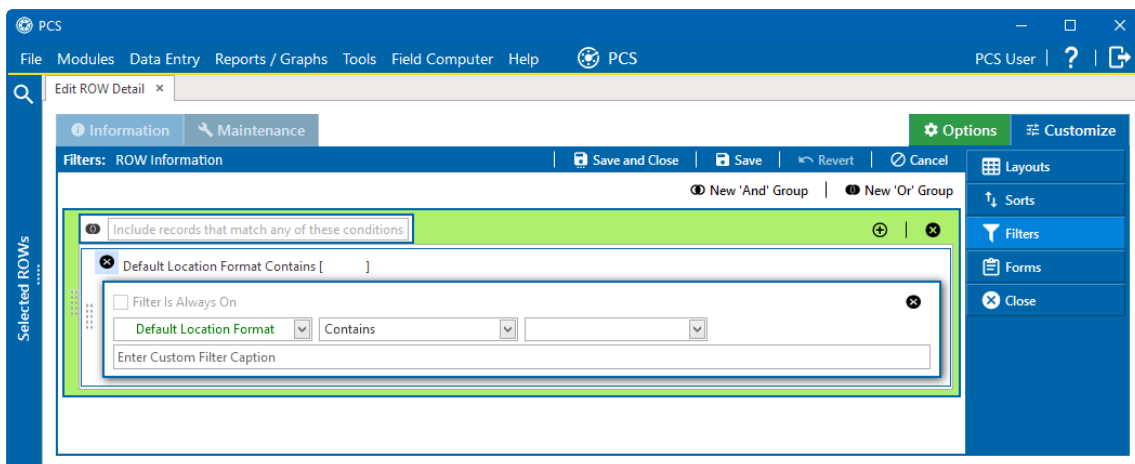 PCS
File Modules Data Entry Reports / Graphs Tools Field Computer Help PCS PCS User | ? |
Edit ROW Detail ×
Information Maintenance Options Customize
Filters: ROW Information | Save and Close | Save | Revert | Cancel
Layouts
New 'And' Group | New 'Or' Group
Sorts
Include records that match any of these conditions
Filters
Default Location Format Contains [ ]
Forms
Filter Is Always On
Close
Default Location Format Contains
Enter Custom Filter Caption
Selected ROWs